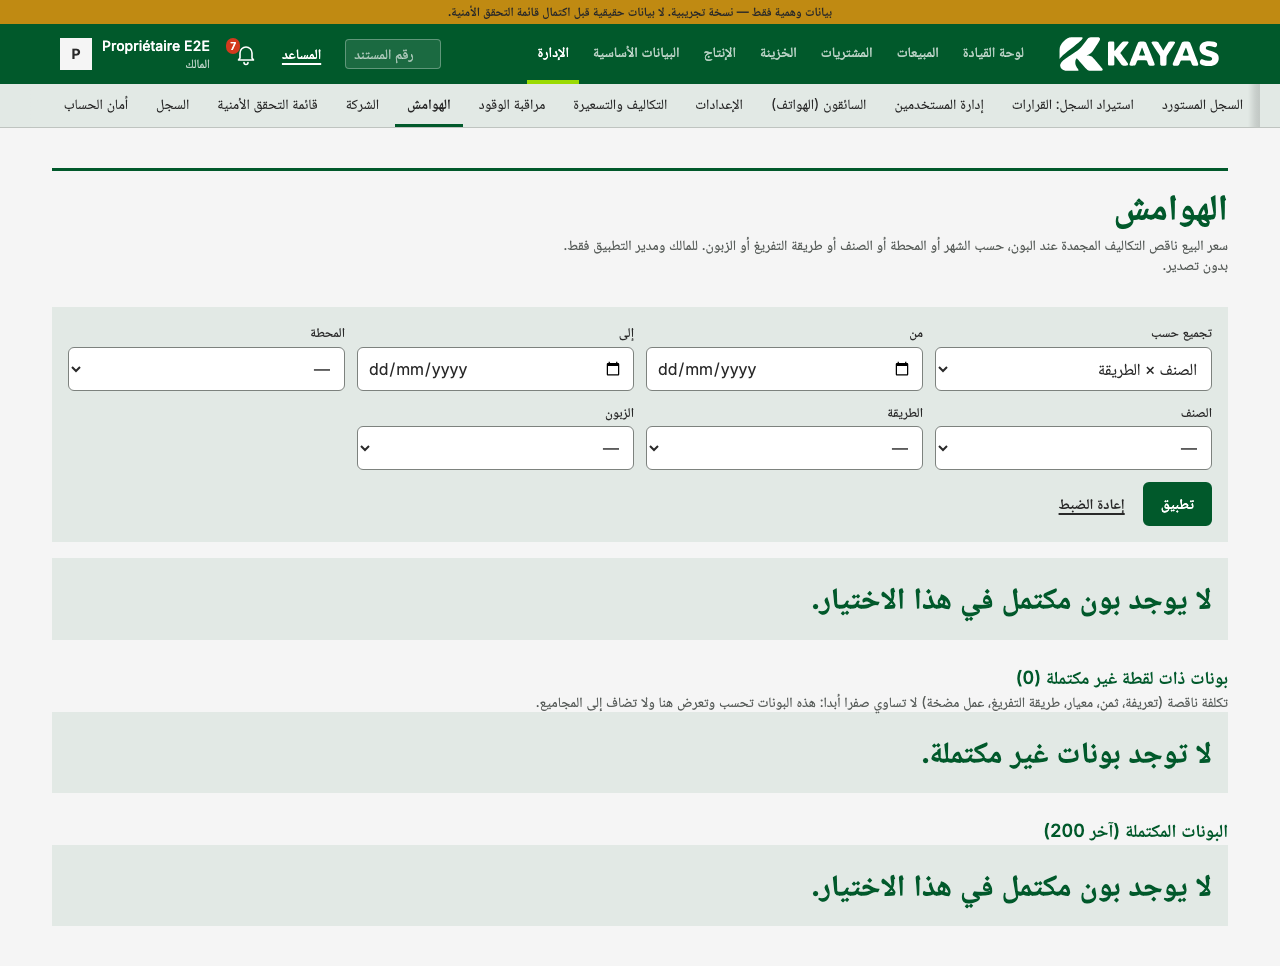 بيانات وهمية فقط — نسخة تجريبية. لا بيانات حقيقية قبل اكتمال قائمة التحقق الأمنية.
KAYAS
لوحة القيادة
المبيعات
المشتريات
الخزينة
الإنتاج
البيانات الأساسية
الإدارة
رقم المستند
المساعد
7
Propriétaire E2E
المالك
P
السجل المستورد
استيراد السجل: القرارات
إدارة المستخدمين
السائقون (الهواتف)
الإعدادات
التكاليف والتسعيرة
مراقبة الوقود
الهوامش
الشركة
قائمة التحقق الأمنية
السجل
أمان الحساب
الهوامش
سعر البيع ناقص التكاليف المجمدة عند البون، حسب الشهر أو المحطة أو الصنف أو طريقة التفريغ أو الزبون. للمالك ومدير التطبيق فقط.
بدون تصدير.
تجميع حسب
من
إلى
المحطة
الصنف × الطريقة
dd/mm/yyyy
dd/mm/yyyy
—
الصنف
الطريقة
الزبون
—
—
—
تطبيق
إعادة الضبط
لا يوجد بون مكتمل في هذا الاختيار.
بونات ذات لقطة غير مكتملة (0)
تكلفة ناقصة (تعريفة، ثمن، معيار، طريقة التفريغ، عمل مضخة) لا تساوي صفرا أبدا: هذه البونات تحسب وتعرض هنا ولا تضاف إلى المجاميع.
لا توجد بونات غير مكتملة.
البونات المكتملة (آخر 200)
لا يوجد بون مكتمل في هذا الاختيار.